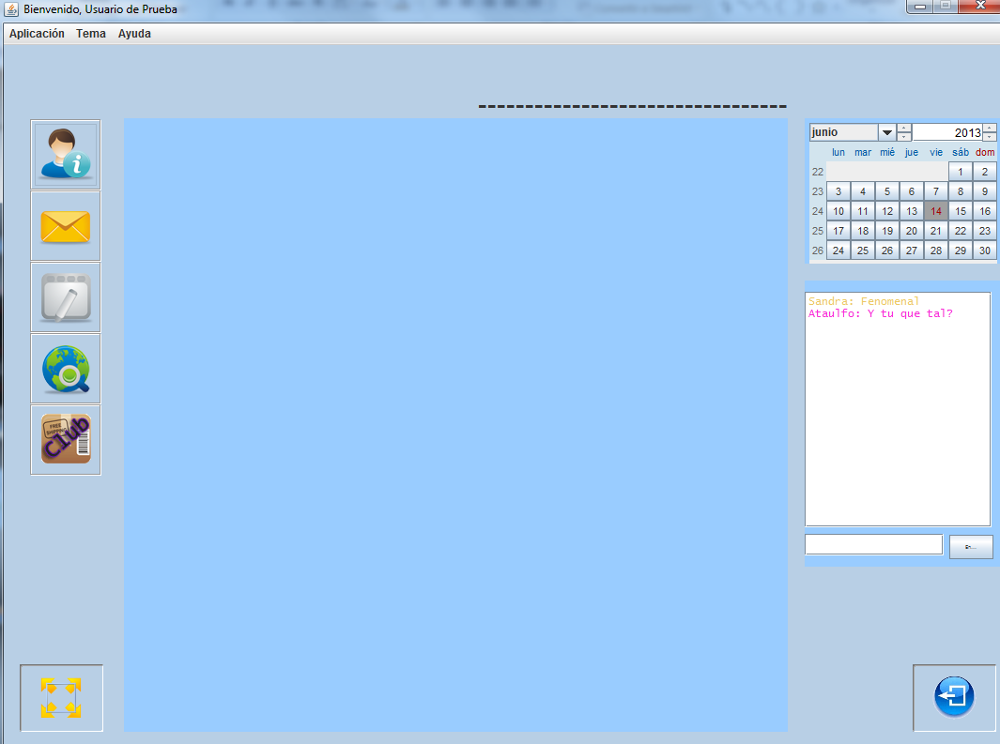 Bienvenido, Usuario de Prueba
Aplicación Tema Ayuda
--------------------------------
junio 2013
lun mar mié jue vie sáb dom
22 1 2
23 3 4 5 6 7 8 9
24 10 11 12 13 14 15 16
25 17 18 19 20 21 22 23
26 24 25 26 27 28 29 30
Sandra: Fenomenal
Ataulfo: Y tu que tal?
FREE
SHIPPING
Club